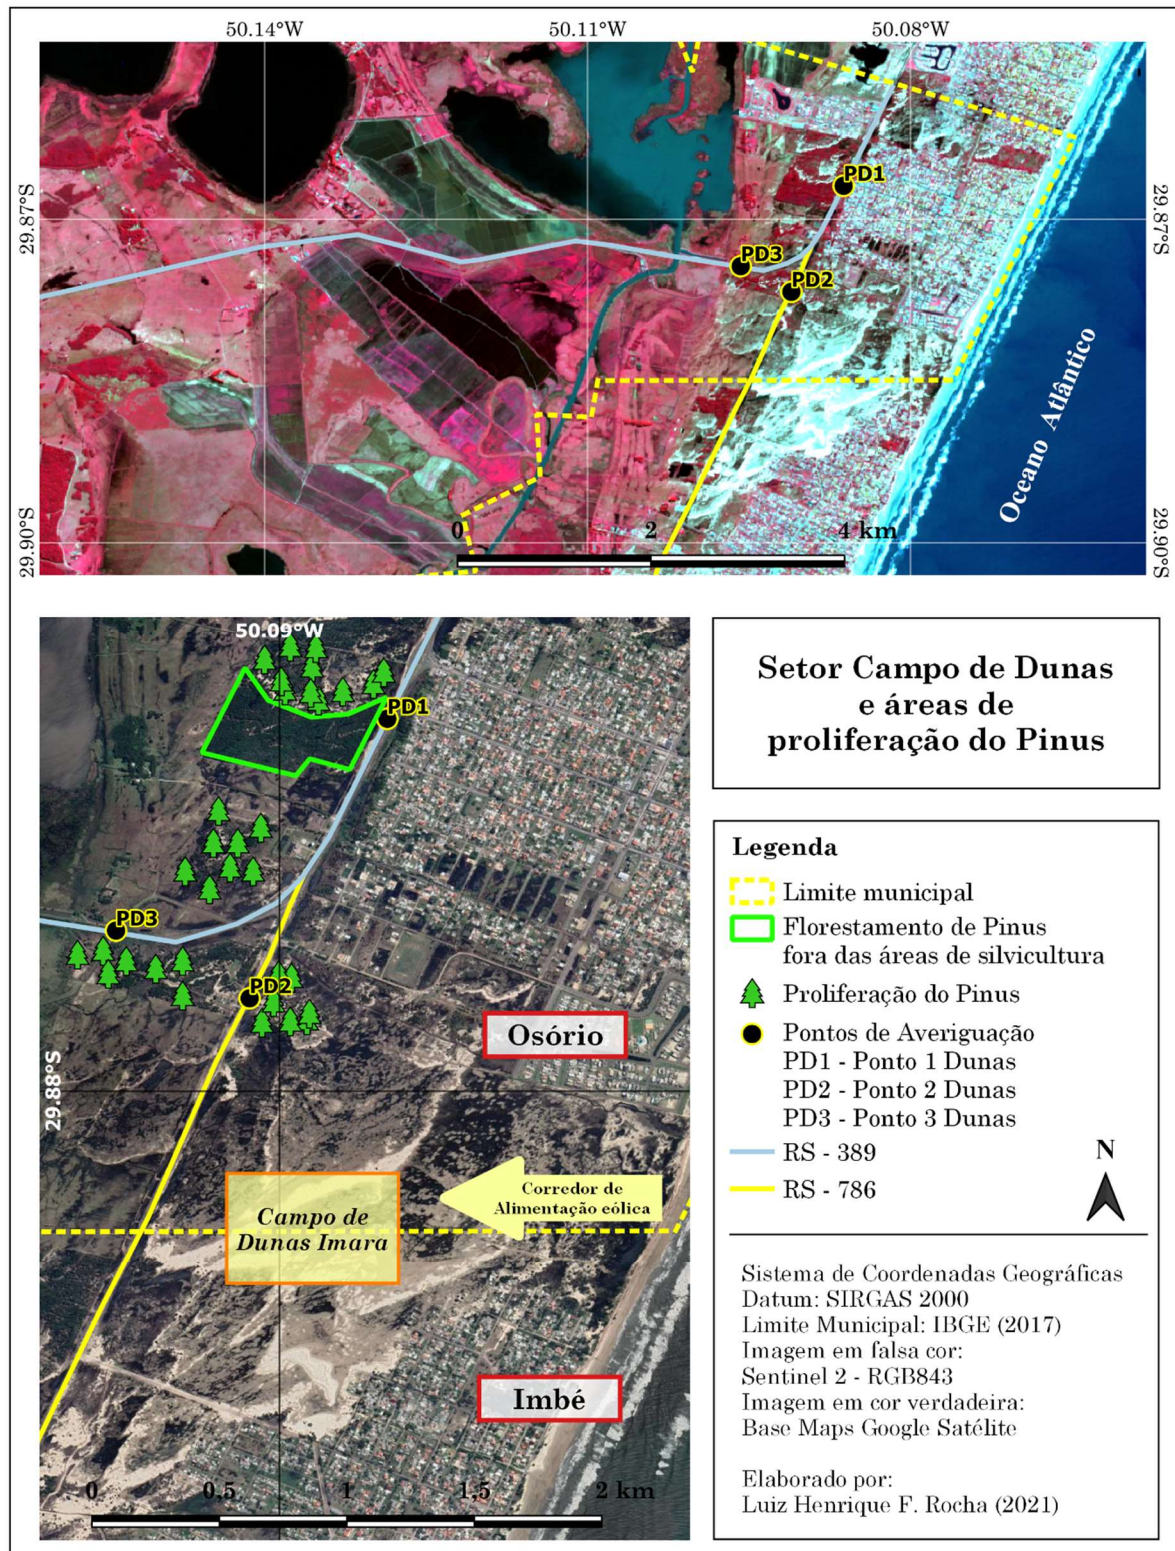 50.14°W
50.11°W
50.08°W
29.87°S
29.87°S
PD1
PD3
PD2
Oceano Atlântico
29.90°S
29.90°S
0 2 4 km
50.09°W
PD1
PD3
PD2
Osório
29.88°S
Corredor de
Alimentação eólica
Campo de
Dunas Imara
Imbé
0 0,5 1 1,5 2 km
Setor Campo de Dunas
e áreas de
proliferação do Pinus
Legenda
Limite municipal
Florestamento de Pinus
fora das áreas de silvicultura
Proliferação do Pinus
Pontos de Averiguação
PD1 - Ponto 1 Dunas
PD2 - Ponto 2 Dunas
PD3 - Ponto 3 Dunas
RS - 389
RS - 786
N
Sistema de Coordenadas Geográficas
Datum: SIRGAS 2000
Limite Municipal: IBGE (2017)
Imagem em falsa cor:
Sentinel 2 - RGB843
Imagem em cor verdadeira:
Base Maps Google Satélite
Elaborado por:
Luiz Henrique F. Rocha (2021)